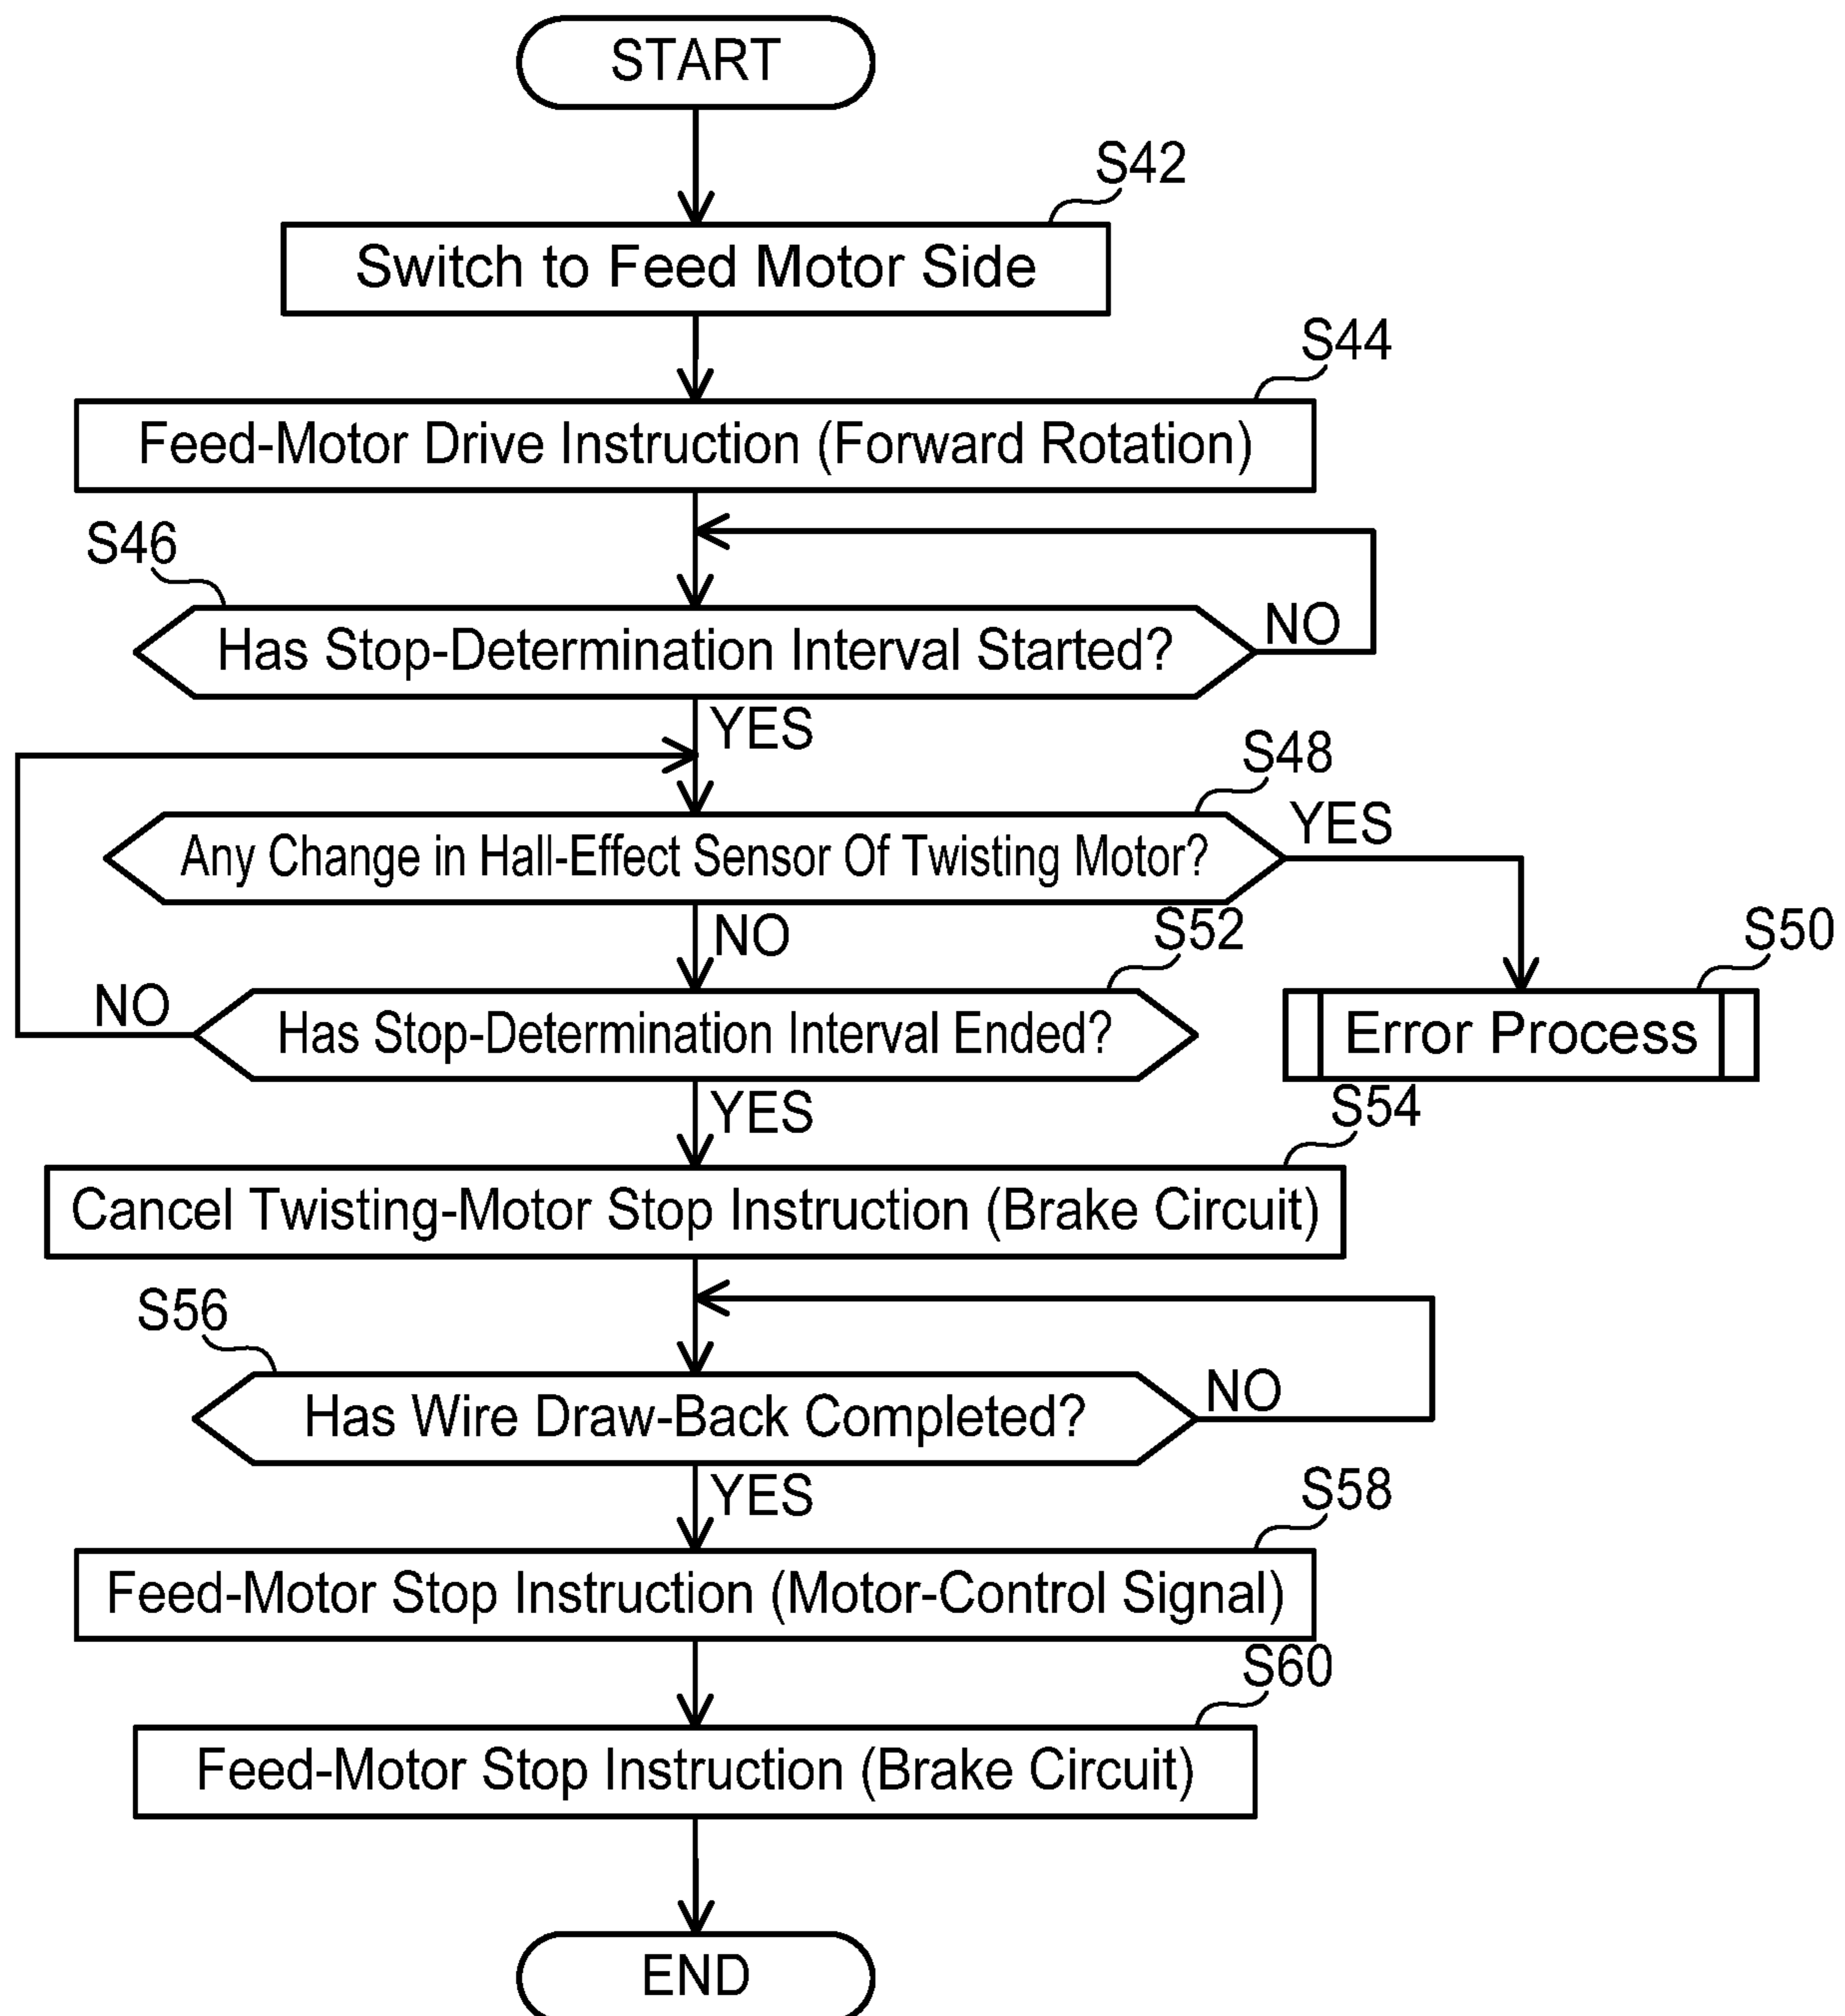 START
S42
Switch to Feed Motor Side
S44
Feed-Motor Drive Instruction (Forward Rotation)
S46
Has Stop-Determination Interval Started?
NO
YES
S48
Any Change in Hall-Effect Sensor Of Twisting Motor?
YES
NO
S52
S50
NO
Has Stop-Determination Interval Ended?
Error Process
YES
S54
Cancel Twisting-Motor Stop Instruction (Brake Circuit)
S56
Has Wire Draw-Back Completed?
NO
YES
S58
Feed-Motor Stop Instruction (Motor-Control Signal)
S60
Feed-Motor Stop Instruction (Brake Circuit)
END